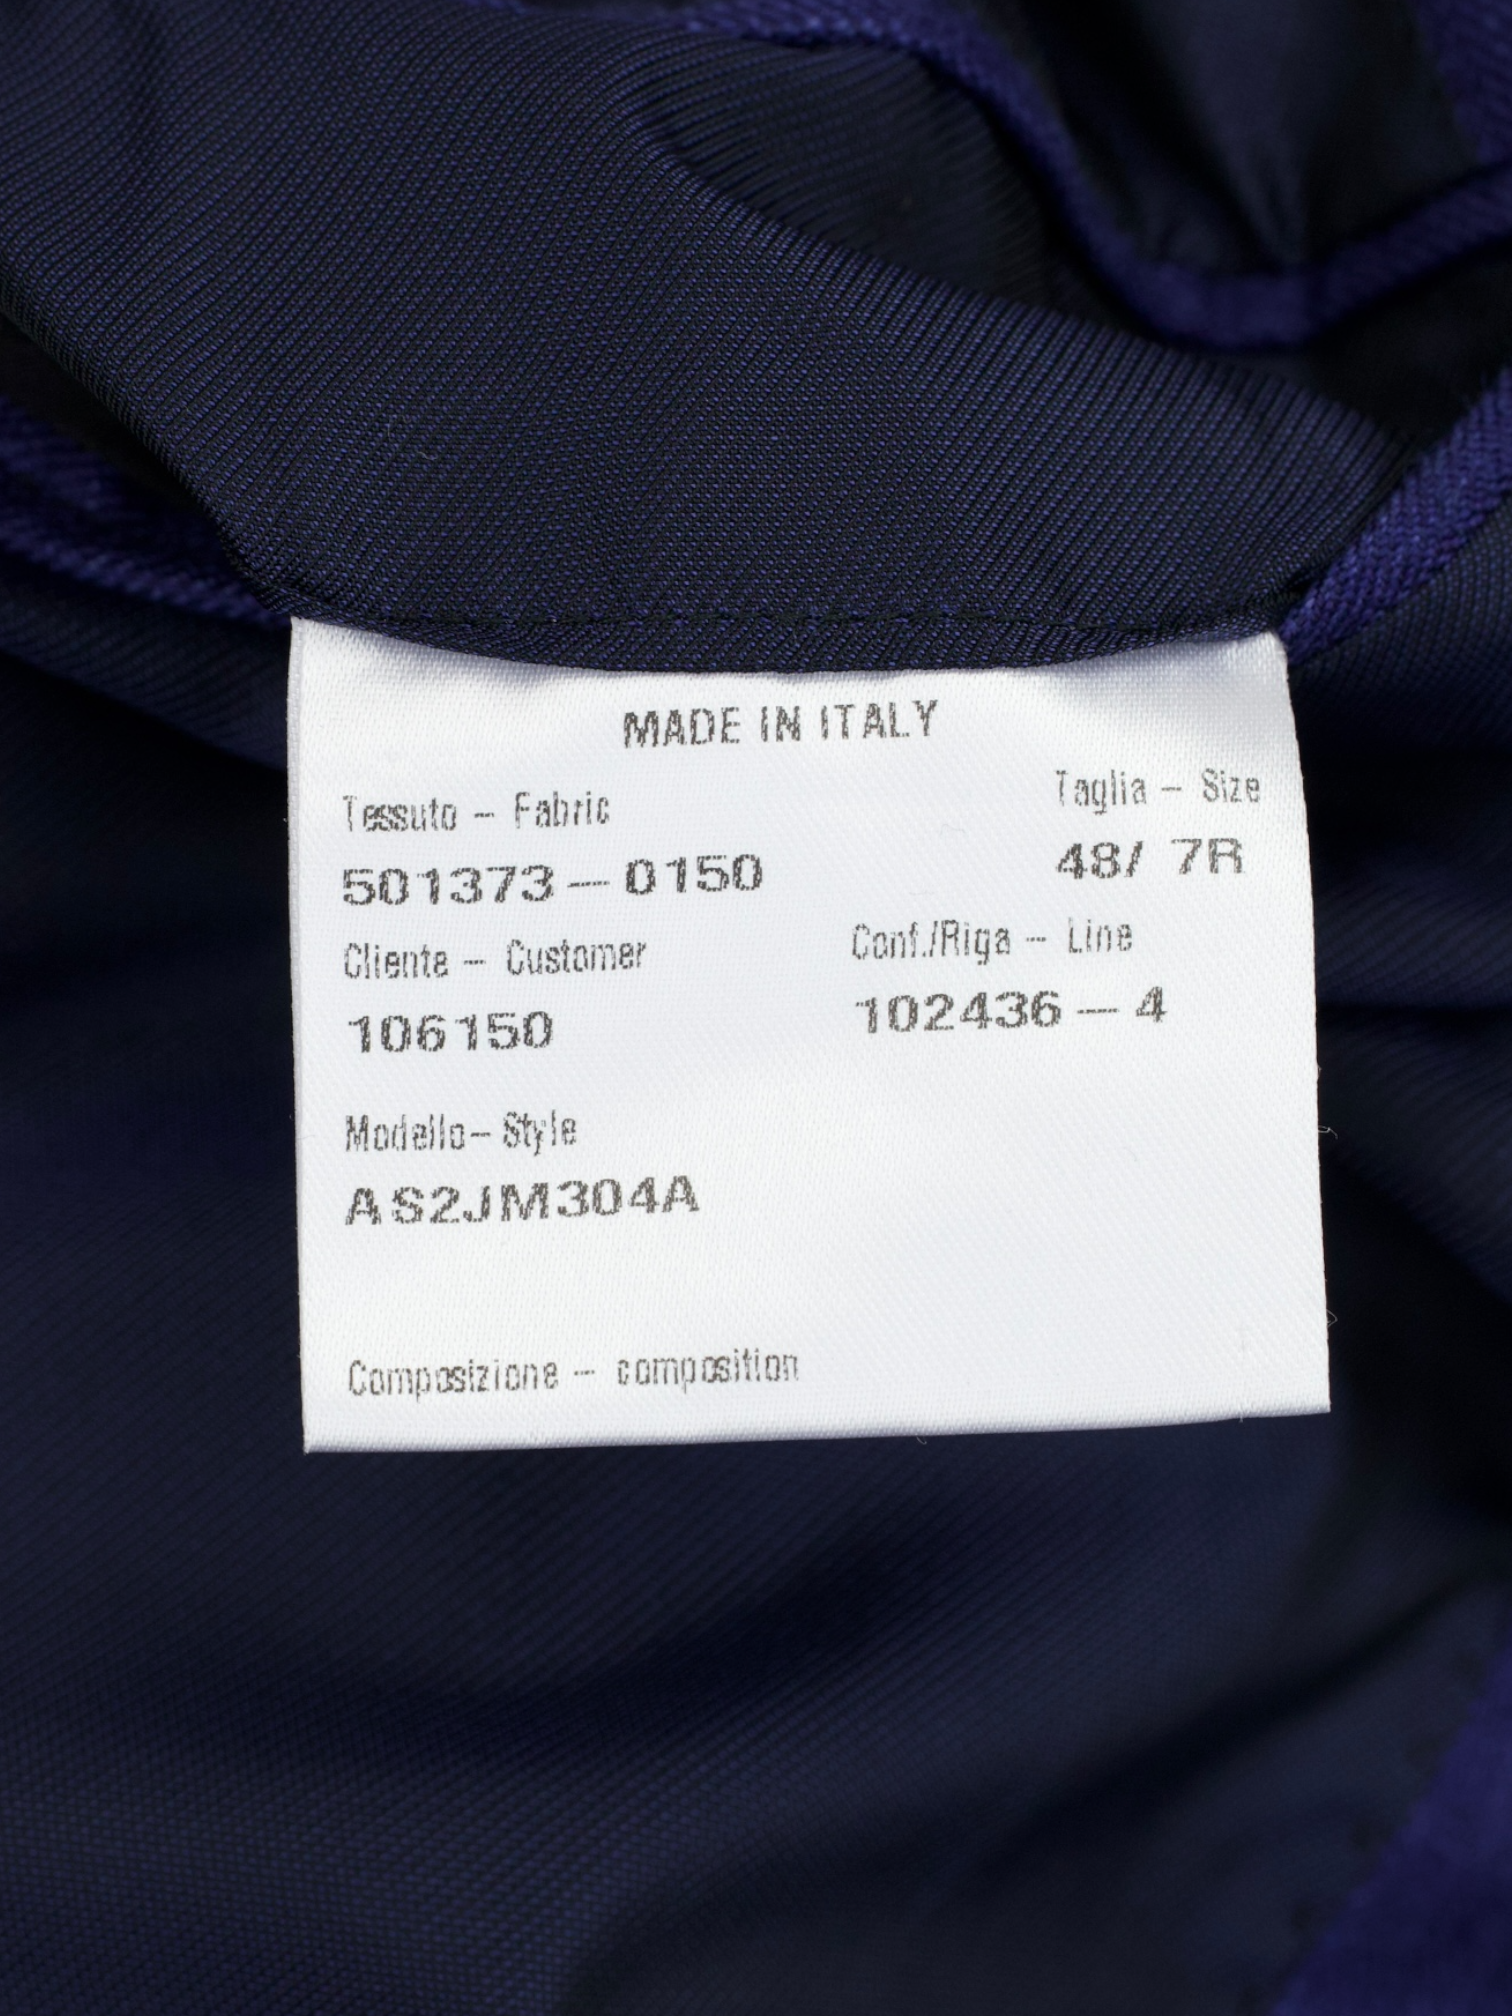 MADE IN ITALY
Tessuto - Fabric Taglia - Size
501373-0150 48/ 7R
Cliente - Customer Conf./Riga - Line
106150 102436-4
Modello- Style
AS2JM304A
Composizione - composition